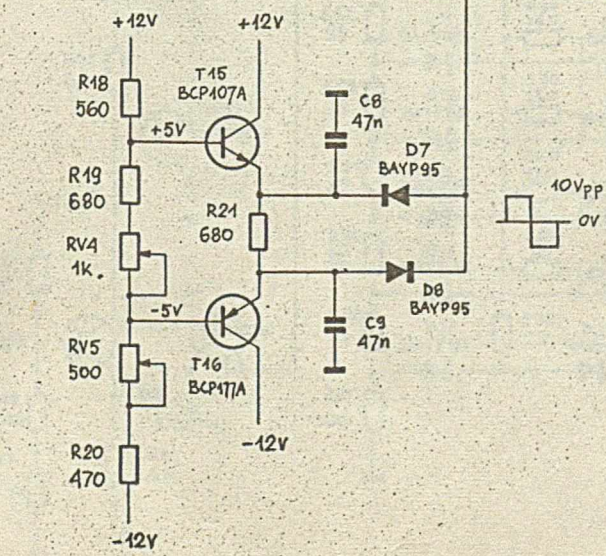 +12V
+12V
R18
560
T15
BCP107A
+5V
C8
47n
R19
680
D7
BAYP95
R21
680
10Vpp
0V
RV4
1k.
-5V
D8
BAYP95
C9
47n
RV5
500
T16
BCP177A
-12V
R20
470
-12V